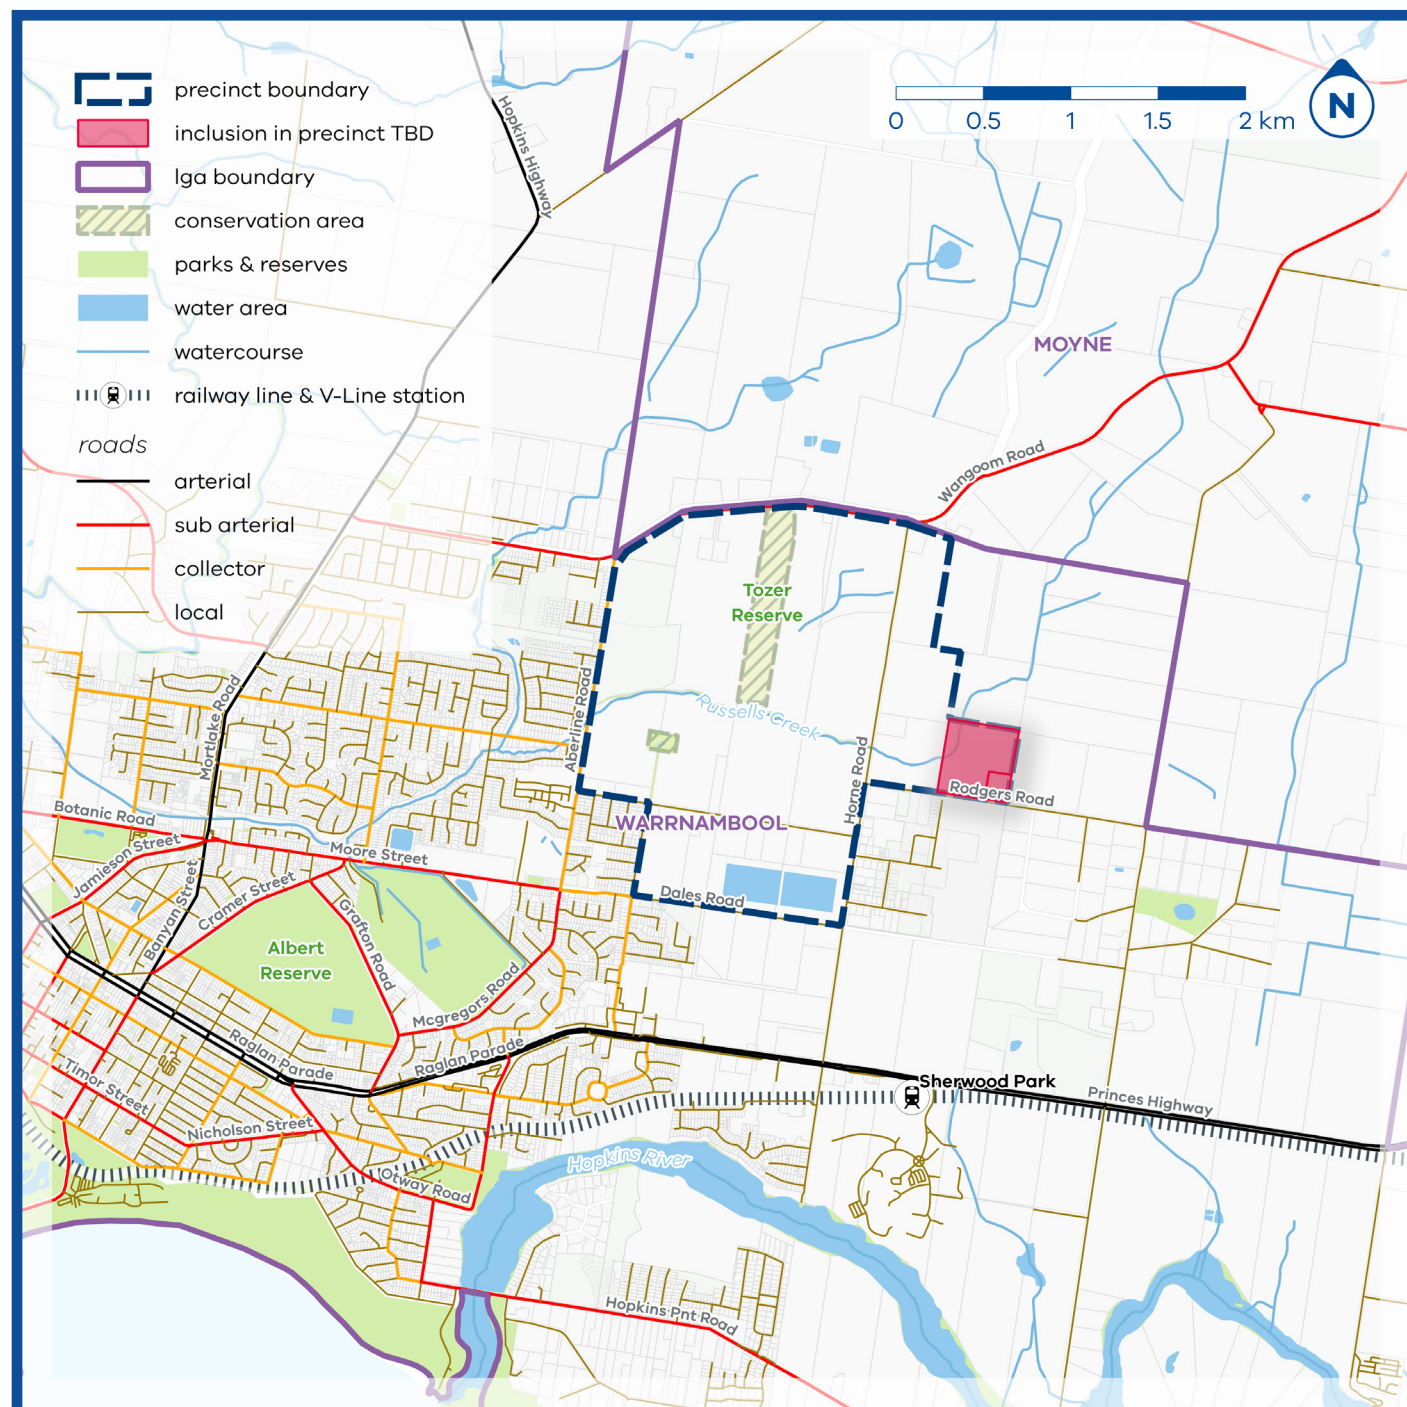 precinct boundary
inclusion in precinct TBD
lga boundary
conservation area
parks & reserves
water area
watercourse
railway line & V-Line station
roads
arterial
sub arterial
collector
local
0 0.5 1 1.5 2 km
N
Hopkins Highway
MOYNE
Wangoom Road
Tozer
Reserve
Aberline Road
Russells Creek
Mortlake Road
Horne Road
Rodgers Road
Botanic Road
WARRNAMBOOL
Jamieson Street
Moore Street
Banyan Street
Cramer Street
Grafton Road
Dales Road
Albert
Reserve
Mcgregors Road
Raglan Parade
Raglan Parade
Timor Street
Sherwood Park
Princes Highway
Nicholson Street
Hopkins River
Otway Road
Hopkins Pnt Road